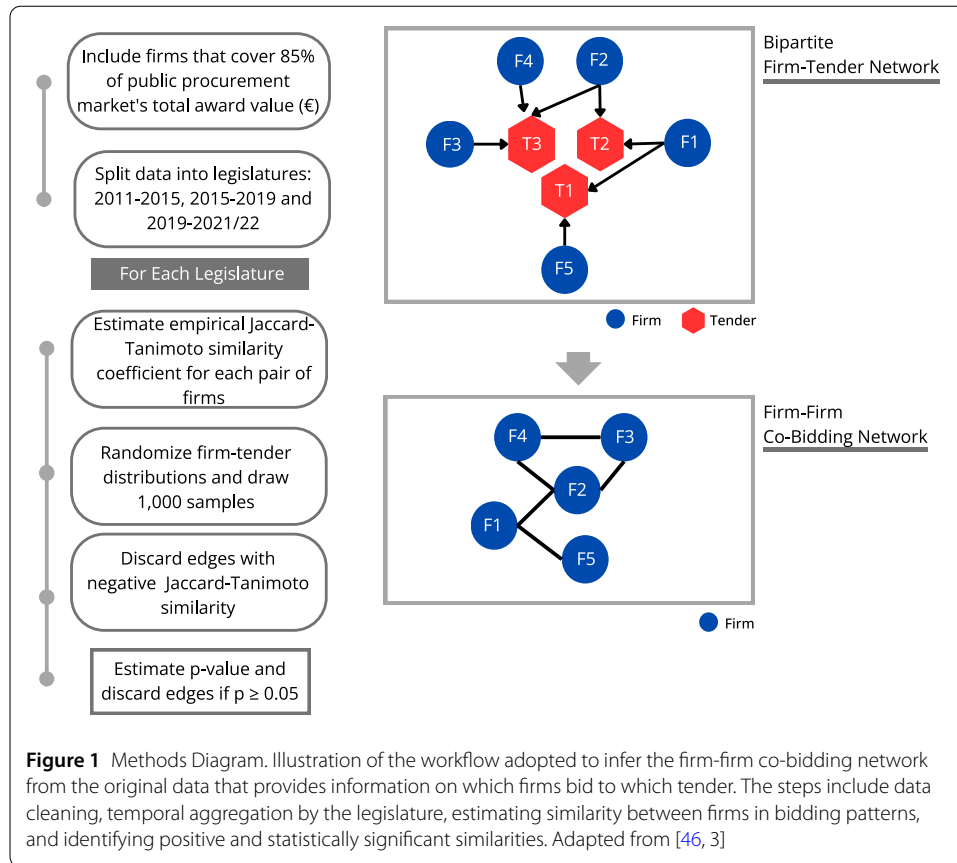 Include firms that cover 85%
of public procurement
market's total award value (€)
Split data into legislatures:
2011-2015, 2015-2019 and
2019-2021/22
For Each Legislature
Estimate empirical Jaccard-
Tanimoto similarity
coefficient for each pair of
firms
Randomize firm-tender
distributions and draw
1,000 samples
Discard edges with
negative Jaccard-Tanimoto
similarity
Estimate p-value and
discard edges if p ≥ 0.05
F4
F2
F3
T3
T2
F1
T1
F5
Firm
Tender
Bipartite
Firm-Tender Network
F4
F3
F2
F1
F5
Firm
Firm-Firm
Co-Bidding Network
Figure 1 Methods Diagram. Illustration of the workflow adopted to infer the firm-firm co-bidding network
from the original data that provides information on which firms bid to which tender. The steps include data
cleaning, temporal aggregation by the legislature, estimating similarity between firms in bidding patterns,
and identifying positive and statistically significant similarities. Adapted from [46, 3]